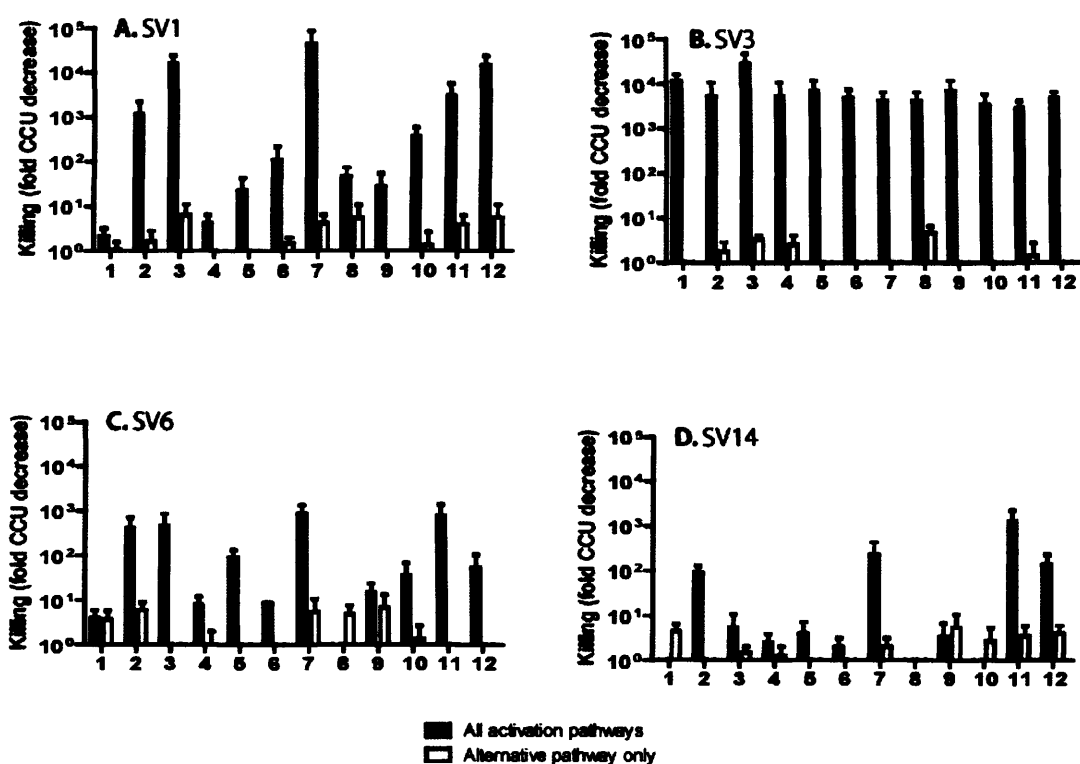 A. SV1
Killing (fold CCU decrease)
10⁵
10⁴
10³
10²
10¹
10⁰
1 2 3 4 5 6 7 8 9 10 11 12
B. SV3
Killing (fold CCU decrease)
10⁵
10⁴
10³
10²
10¹
10⁰
1 2 3 4 5 6 7 8 9 10 11 12
C. SV6
Killing (fold CCU decrease)
10⁵
10⁴
10³
10²
10¹
10⁰
1 2 3 4 5 6 7 8 9 10 11 12
D. SV14
Killing (fold CCU decrease)
10⁵
10⁴
10³
10²
10¹
10⁰
1 2 3 4 5 6 7 8 9 10 11 12
All activation pathways
Alternative pathway only